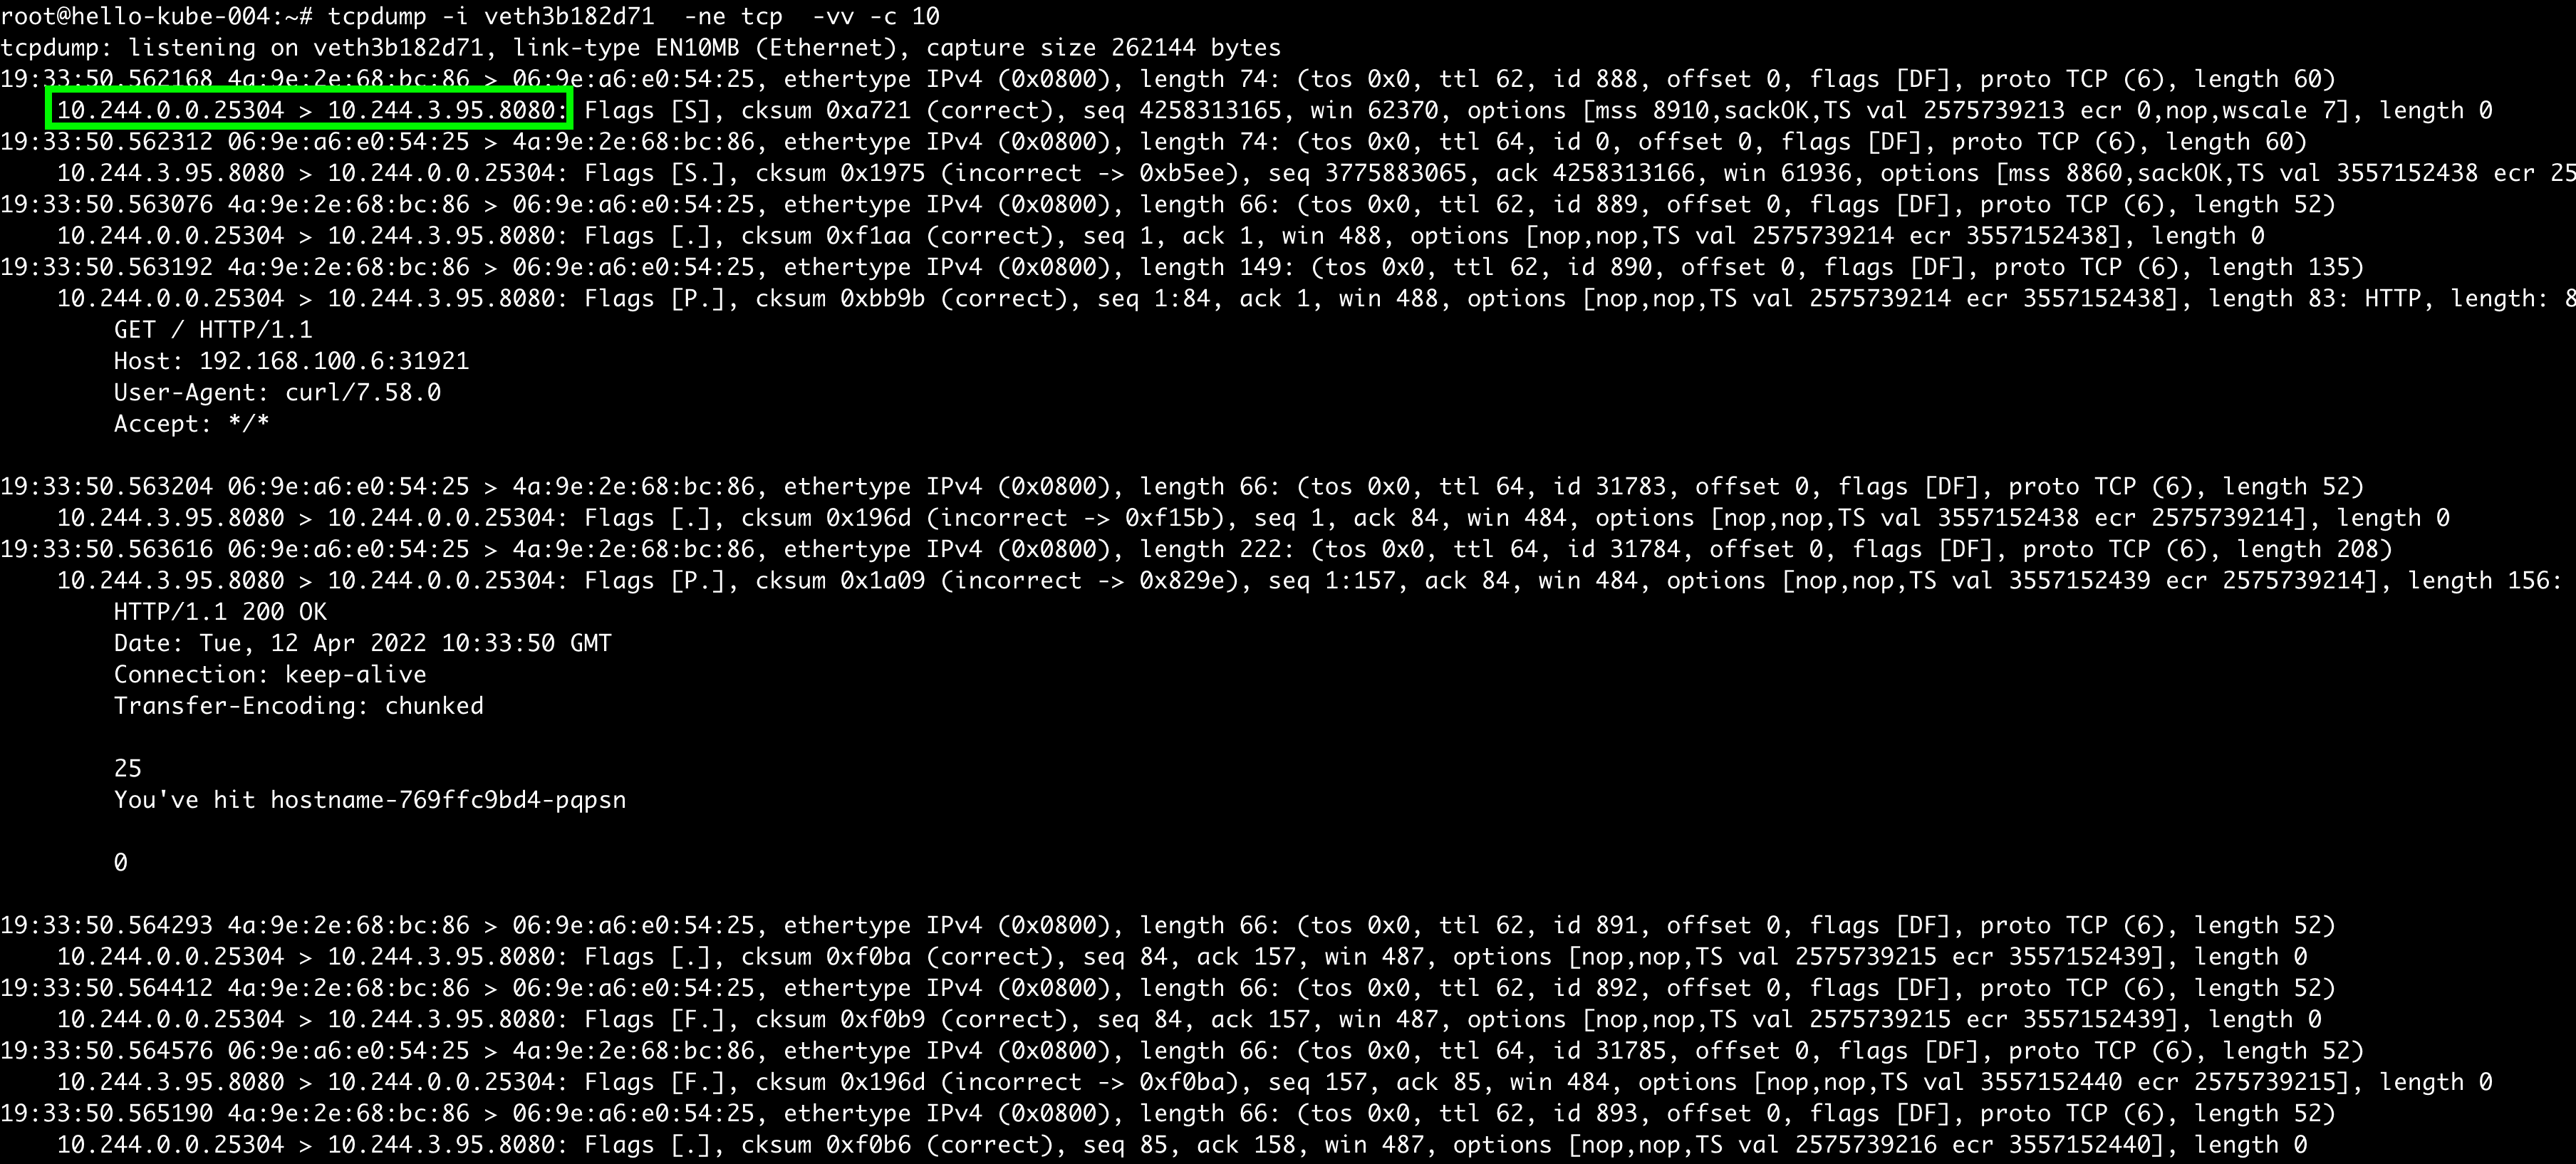 root@hello-kube-004:~# tcpdump -i veth3b182d71  -ne tcp  -vv -c 10
tcpdump: listening on veth3b182d71, link-type EN10MB (Ethernet), capture size 262144 bytes
19:33:50.562168 4a:9e:2e:68:bc:86 > 06:9e:a6:e0:54:25, ethertype IPv4 (0x0800), length 74: (tos 0x0, ttl 62, id 888, offset 0, flags [DF], proto TCP (6), length 60)
    10.244.0.0.25304 > 10.244.3.95.8080: Flags [S], cksum 0xa721 (correct), seq 4258313165, win 62370, options [mss 8910,sackOK,TS val 2575739213 ecr 0,nop,wscale 7], length 0
19:33:50.562312 06:9e:a6:e0:54:25 > 4a:9e:2e:68:bc:86, ethertype IPv4 (0x0800), length 74: (tos 0x0, ttl 64, id 0, offset 0, flags [DF], proto TCP (6), length 60)
    10.244.3.95.8080 > 10.244.0.0.25304: Flags [S.], cksum 0x1975 (incorrect -> 0xb5ee), seq 3775883065, ack 4258313166, win 61936, options [mss 8860,sackOK,TS val 3557152438 ecr 25
19:33:50.563076 4a:9e:2e:68:bc:86 > 06:9e:a6:e0:54:25, ethertype IPv4 (0x0800), length 66: (tos 0x0, ttl 62, id 889, offset 0, flags [DF], proto TCP (6), length 52)
    10.244.0.0.25304 > 10.244.3.95.8080: Flags [.], cksum 0xf1aa (correct), seq 1, ack 1, win 488, options [nop,nop,TS val 2575739214 ecr 3557152438], length 0
19:33:50.563192 4a:9e:2e:68:bc:86 > 06:9e:a6:e0:54:25, ethertype IPv4 (0x0800), length 149: (tos 0x0, ttl 62, id 890, offset 0, flags [DF], proto TCP (6), length 135)
    10.244.0.0.25304 > 10.244.3.95.8080: Flags [P.], cksum 0xbb9b (correct), seq 1:84, ack 1, win 488, options [nop,nop,TS val 2575739214 ecr 3557152438], length 83: HTTP, length: 8
        GET / HTTP/1.1
        Host: 192.168.100.6:31921
        User-Agent: curl/7.58.0
        Accept: */*
19:33:50.563204 06:9e:a6:e0:54:25 > 4a:9e:2e:68:bc:86, ethertype IPv4 (0x0800), length 66: (tos 0x0, ttl 64, id 31783, offset 0, flags [DF], proto TCP (6), length 52)
    10.244.3.95.8080 > 10.244.0.0.25304: Flags [.], cksum 0x196d (incorrect -> 0xf15b), seq 1, ack 84, win 484, options [nop,nop,TS val 3557152438 ecr 2575739214], length 0
19:33:50.563616 06:9e:a6:e0:54:25 > 4a:9e:2e:68:bc:86, ethertype IPv4 (0x0800), length 222: (tos 0x0, ttl 64, id 31784, offset 0, flags [DF], proto TCP (6), length 208)
    10.244.3.95.8080 > 10.244.0.0.25304: Flags [P.], cksum 0x1a09 (incorrect -> 0x829e), seq 1:157, ack 84, win 484, options [nop,nop,TS val 3557152439 ecr 2575739214], length 156:
        HTTP/1.1 200 OK
        Date: Tue, 12 Apr 2022 10:33:50 GMT
        Connection: keep-alive
        Transfer-Encoding: chunked
        25
        You've hit hostname-769ffc9bd4-pqpsn
        0
19:33:50.564293 4a:9e:2e:68:bc:86 > 06:9e:a6:e0:54:25, ethertype IPv4 (0x0800), length 66: (tos 0x0, ttl 62, id 891, offset 0, flags [DF], proto TCP (6), length 52)
    10.244.0.0.25304 > 10.244.3.95.8080: Flags [.], cksum 0xf0ba (correct), seq 84, ack 157, win 487, options [nop,nop,TS val 2575739215 ecr 3557152439], length 0
19:33:50.564412 4a:9e:2e:68:bc:86 > 06:9e:a6:e0:54:25, ethertype IPv4 (0x0800), length 66: (tos 0x0, ttl 62, id 892, offset 0, flags [DF], proto TCP (6), length 52)
    10.244.0.0.25304 > 10.244.3.95.8080: Flags [F.], cksum 0xf0b9 (correct), seq 84, ack 157, win 487, options [nop,nop,TS val 2575739215 ecr 3557152439], length 0
19:33:50.564576 06:9e:a6:e0:54:25 > 4a:9e:2e:68:bc:86, ethertype IPv4 (0x0800), length 66: (tos 0x0, ttl 64, id 31785, offset 0, flags [DF], proto TCP (6), length 52)
    10.244.3.95.8080 > 10.244.0.0.25304: Flags [F.], cksum 0x196d (incorrect -> 0xf0ba), seq 157, ack 85, win 484, options [nop,nop,TS val 3557152440 ecr 2575739215], length 0
19:33:50.565190 4a:9e:2e:68:bc:86 > 06:9e:a6:e0:54:25, ethertype IPv4 (0x0800), length 66: (tos 0x0, ttl 62, id 893, offset 0, flags [DF], proto TCP (6), length 52)
    10.244.0.0.25304 > 10.244.3.95.8080: Flags [.], cksum 0xf0b6 (correct), seq 85, ack 158, win 487, options [nop,nop,TS val 2575739216 ecr 3557152440], length 0